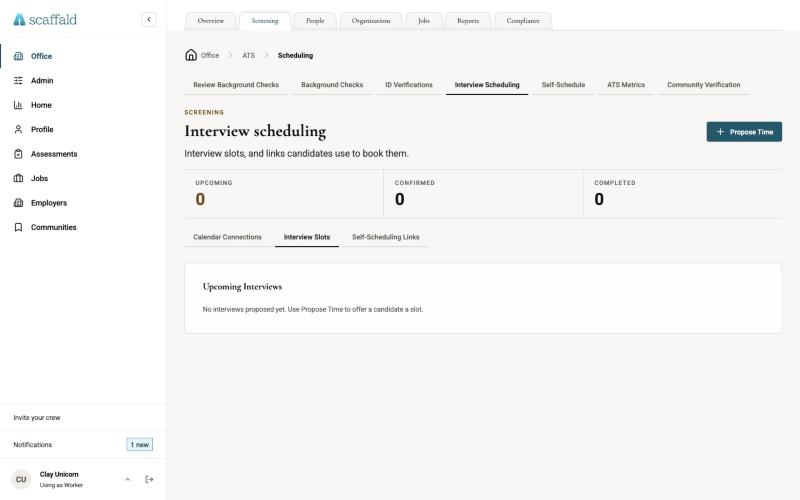 scaffald
Office
Admin
Home
Profile
Assessments
Jobs
Employers
Communities
Invite your crew
Notifications
1 new
CU
Clay Unicorn
Using as Worker
Overview
Screening
People
Organizations
Jobs
Reports
Compliance
Office
ATS
Scheduling
Review Background Checks
Background Checks
ID Verifications
Interview Scheduling
Self-Schedule
ATS Metrics
Community Verification
SCREENING
Interview scheduling
Propose Time
Interview slots, and links candidates use to book them.
UPCOMING
0
CONFIRMED
0
COMPLETED
0
Calendar Connections
Interview Slots
Self-Scheduling Links
Upcoming Interviews
No interviews proposed yet. Use Propose Time to offer a candidate a slot.